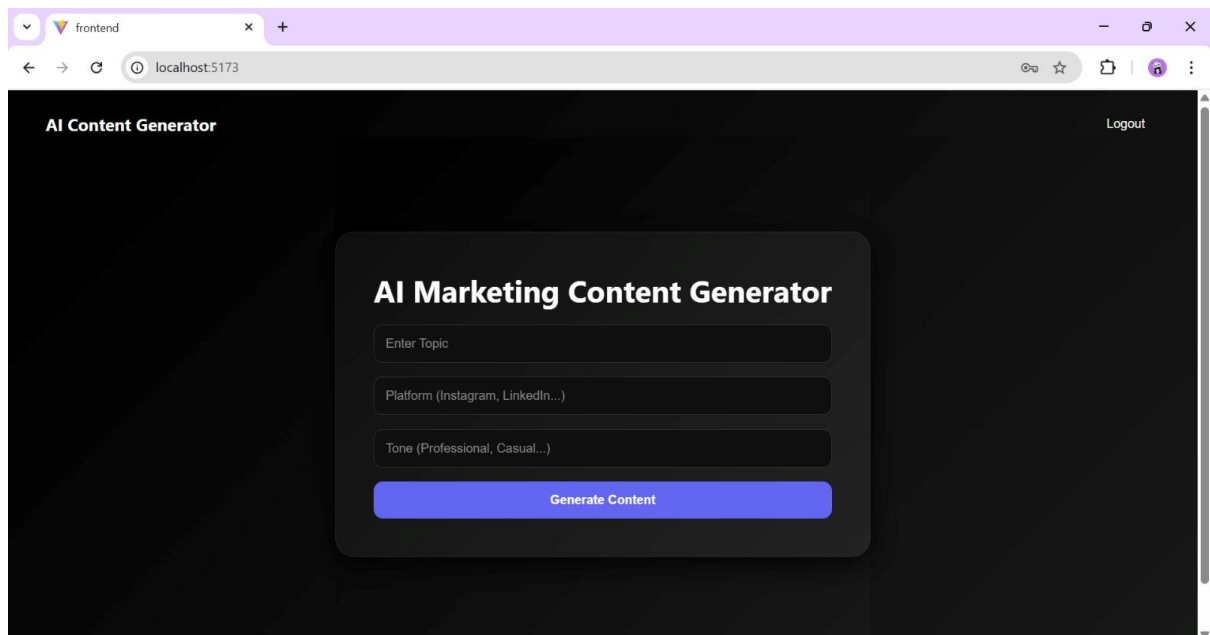 frontend
localhost:5173
AI Content Generator
Logout
AI Marketing Content Generator
Enter Topic
Platform (Instagram, LinkedIn...)
Tone (Professional, Casual...)
Generate Content